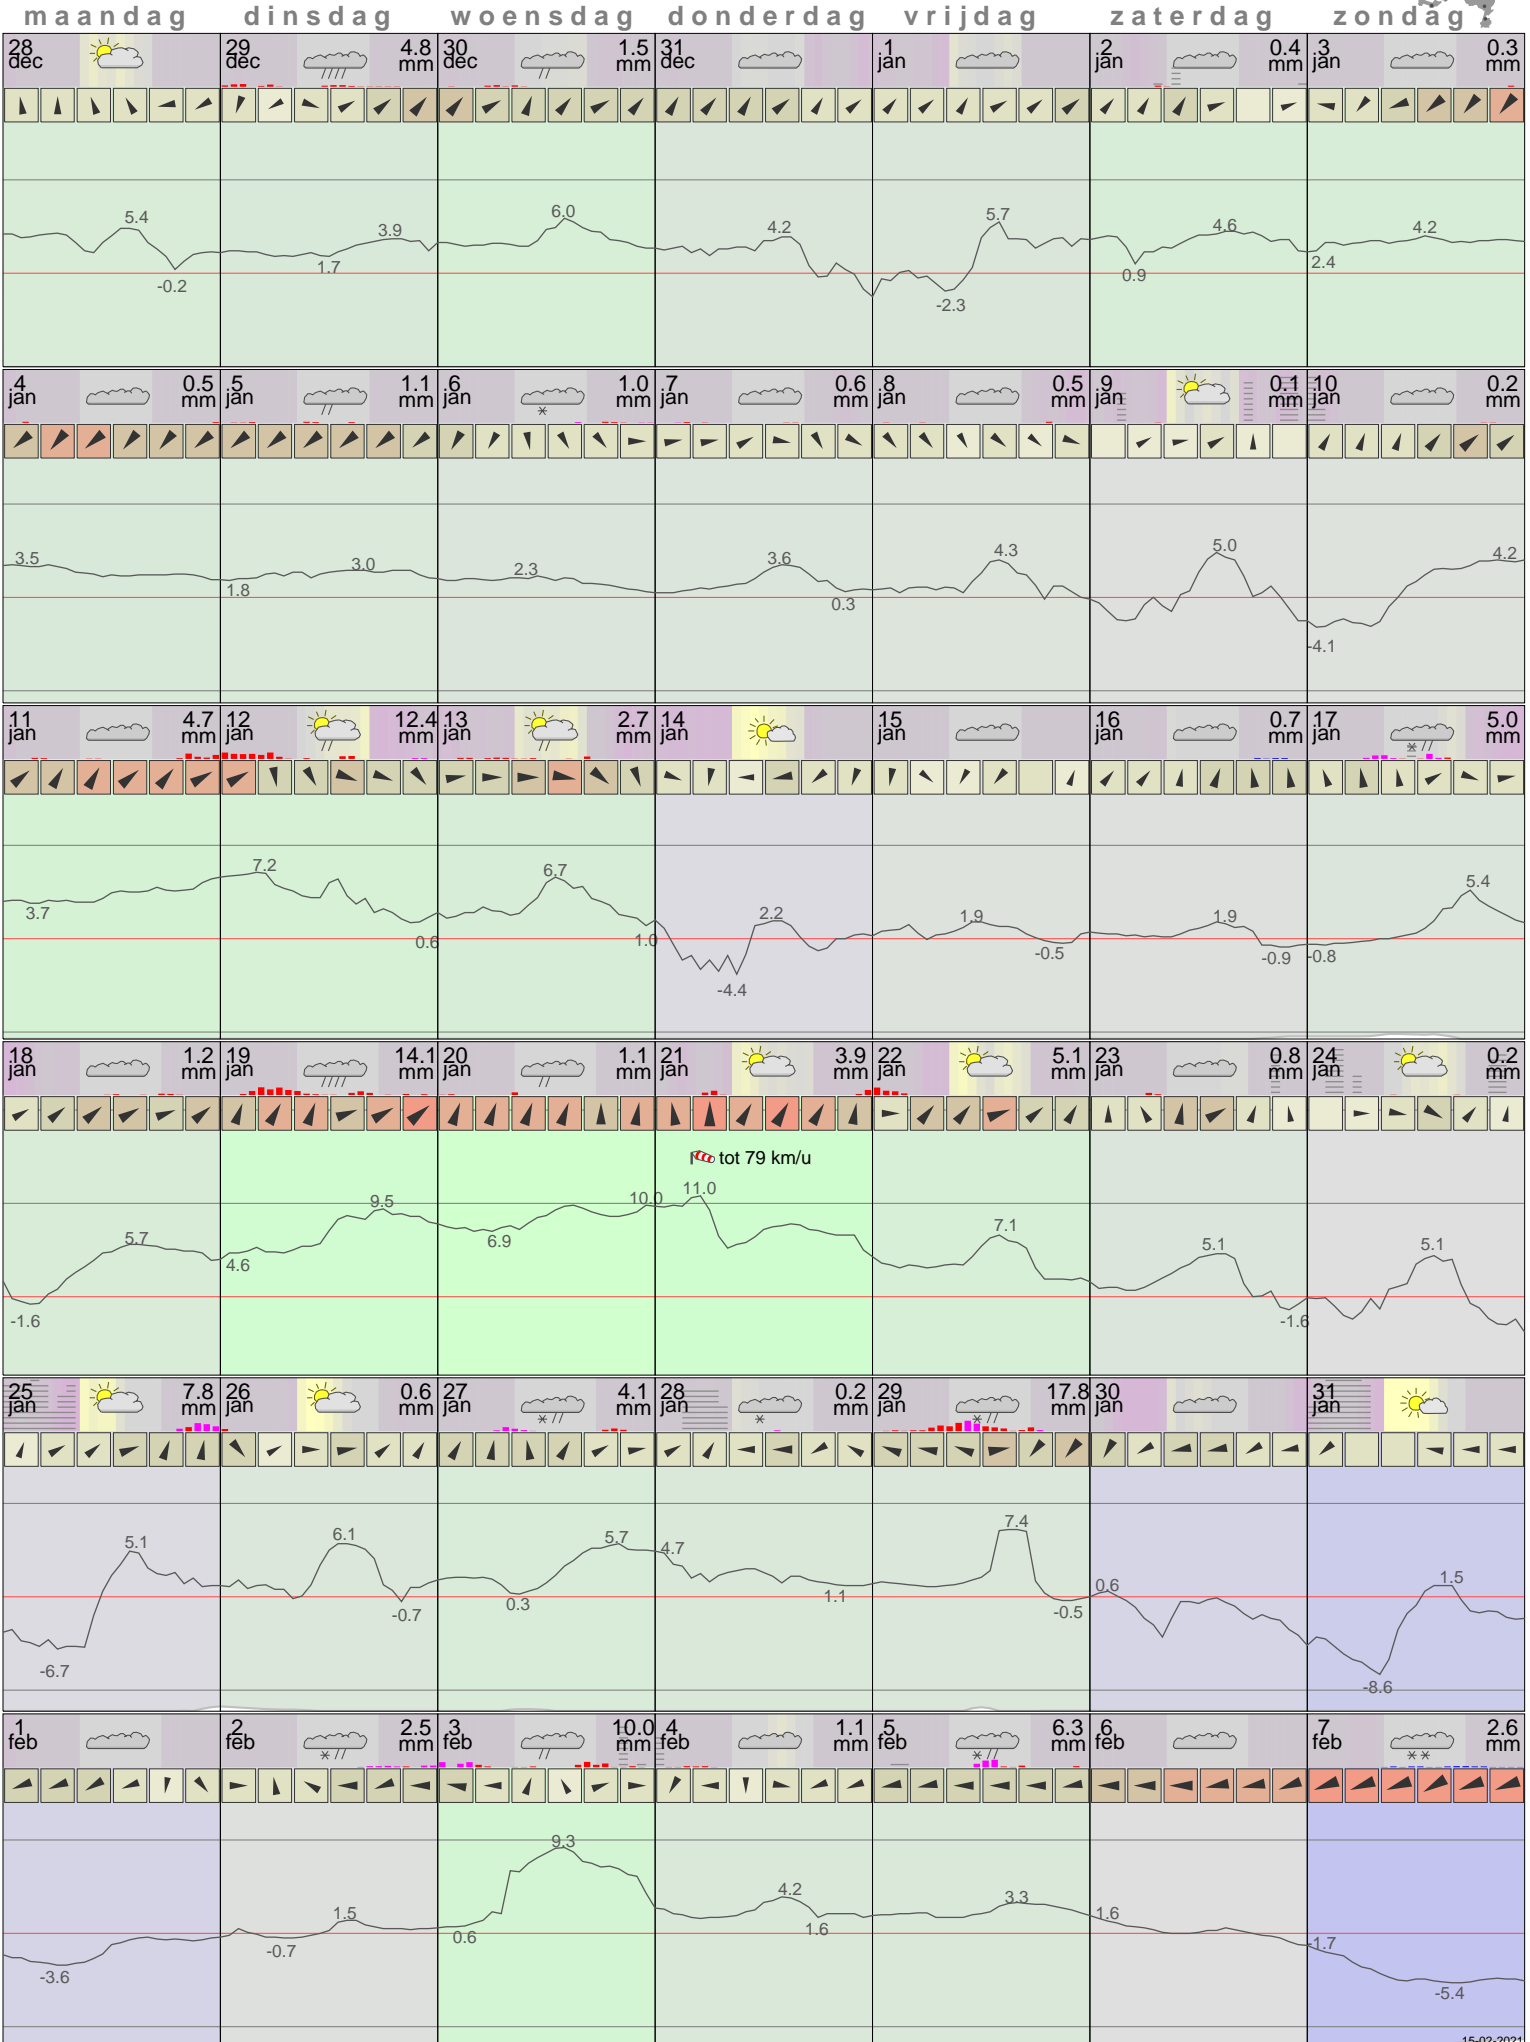 maandag dinsdag woensdag donderdag vrijdag zaterdag zondag
28 dec
29 dec 4.8 mm
30 dec 1.5 mm
31 dec
1 jan
2 jan 0.4 mm
3 jan 0.3 mm
5.4 -0.2 1.7 3.9 6.0 4.2 -2.3 5.7 0.9 4.6 2.4 4.2
4 jan 0.5 mm
5 jan 1.1 mm
6 jan 1.0 mm
7 jan 0.6 mm
8 jan 0.5 mm
9 jan 0.1 mm
10 jan 0.2 mm
3.5 1.8 3.0 2.3 3.6 0.3 4.3 5.0 -4.1 4.2
11 jan 4.7 mm
12 jan 12.4 mm
13 jan 2.7 mm
14 jan
15 jan
16 jan 0.7 mm
17 jan 5.0 mm
3.7 7.2 0.6 6.7 1.0 -4.4 2.2 1.9 -0.5 1.9 -0.9 -0.8 5.4
18 jan 1.2 mm
19 jan 14.1 mm
20 jan 1.1 mm
21 jan 3.9 mm
22 jan 5.1 mm
23 jan 0.8 mm
24 jan 0.2 mm
tot 79 km/u
-1.6 5.7 4.6 9.5 6.9 10.0 11.0 7.1 5.1 -1.6 5.1
25 jan 7.8 mm
26 jan 0.6 mm
27 jan 4.1 mm
28 jan 0.2 mm
29 jan 17.8 mm
30 jan
31 jan
-6.7 5.1 6.1 -0.7 0.3 5.7 4.7 1.1 7.4 -0.5 0.6 -8.6 1.5
1 feb
2 feb 2.5 mm
3 feb 10.0 mm
4 feb 1.1 mm
5 feb 6.3 mm
6 feb
7 feb 2.6 mm
-3.6 -0.7 1.5 0.6 9.3 4.2 1.6 3.3 1.6 -1.7 -5.4
15-02-2021